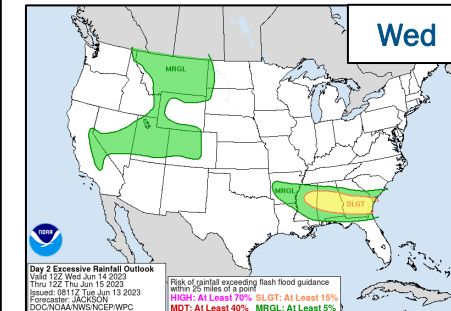 Wed
MRGL
MRGL
SLGT
NOAA
Day 2 Excessive Rainfall Outlook
Valid 12Z Wed Jun 14 2023
Thru 12Z Thu Jun 15 2023
Issued: 0811Z Tue Jun 13 2023
Forecaster: JACKSON
DOC/NOAA/NWS/NCEP/WPC
Risk of rainfall exceeding flash flood guidance
within 25 miles of a point
HIGH: At Least 70% SLGT: At Least 15%
MDT: At Least 40% MRGL: At Least 5%